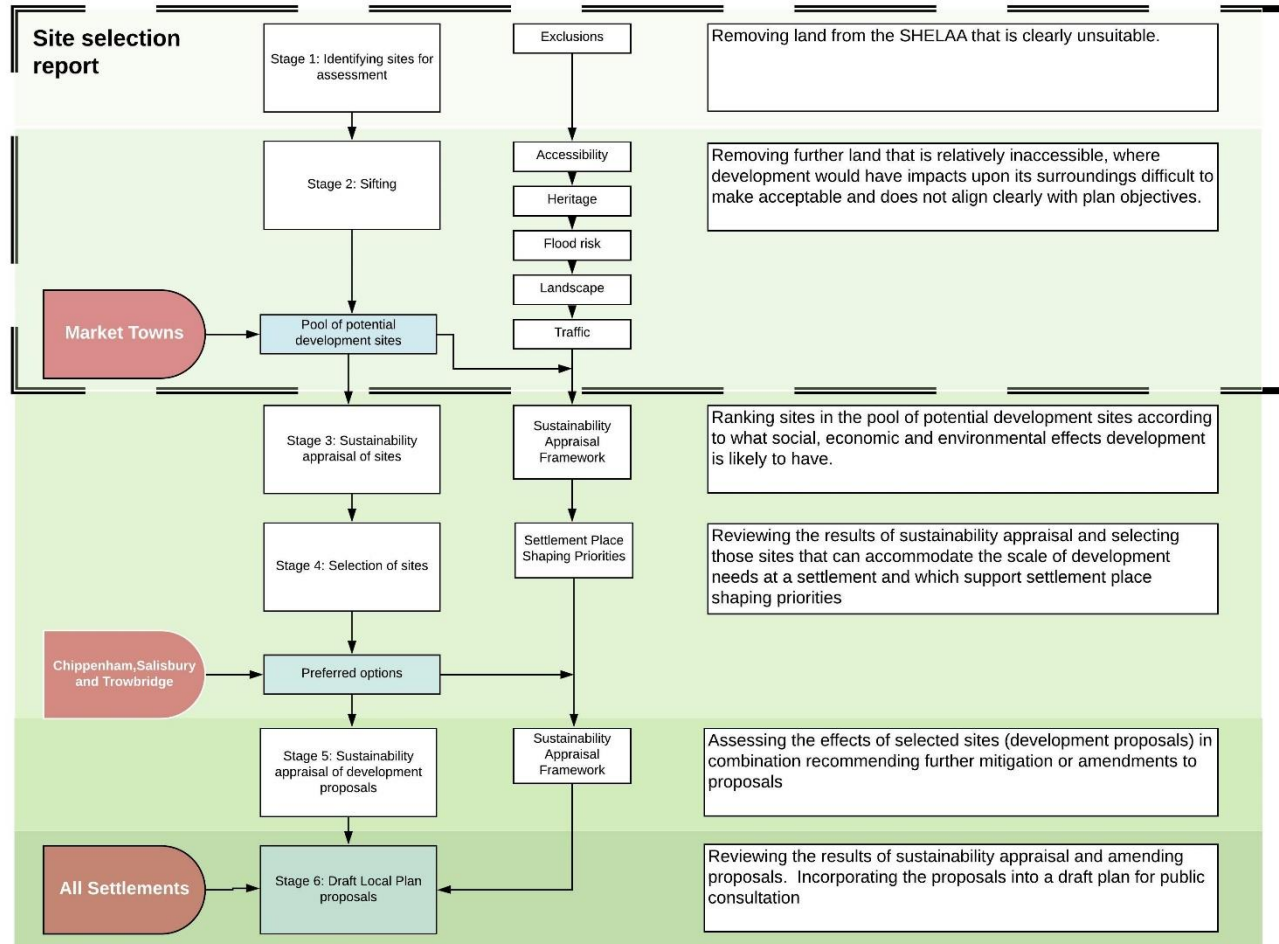 Site selection
report
Stage 1: Identifying sites for
assessment
Exclusions
Removing land from the SHELAA that is clearly unsuitable.
Stage 2: Sifting
Accessibility
Heritage
Flood risk
Landscape
Traffic
Removing further land that is relatively inaccessible, where
development would have impacts upon its surroundings difficult to
make acceptable and does not align clearly with plan objectives.
Market Towns
Pool of potential
development sites
Stage 3: Sustainability
appraisal of sites
Sustainability
Appraisal
Framework
Ranking sites in the pool of potential development sites according
to what social, economic and environmental effects development
is likely to have.
Stage 4: Selection of sites
Settlement Place
Shaping Priorities
Reviewing the results of sustainability appraisal and selecting
those sites that can accommodate the scale of development
needs at a settlement and which support settlement place
shaping priorities
Chippenham,Salisbury
and Trowbridge
Preferred options
Stage 5: Sustainability
appraisal of development
proposals
Sustainability
Appraisal
Framework
Assessing the effects of selected sites (development proposals) in
combination recommending further mitigation or amendments to
proposals
All Settlements
Stage 6: Draft Local Plan
proposals
Reviewing the results of sustainability appraisal and amending
proposals.  Incorporating the proposals into a draft plan for public
consultation